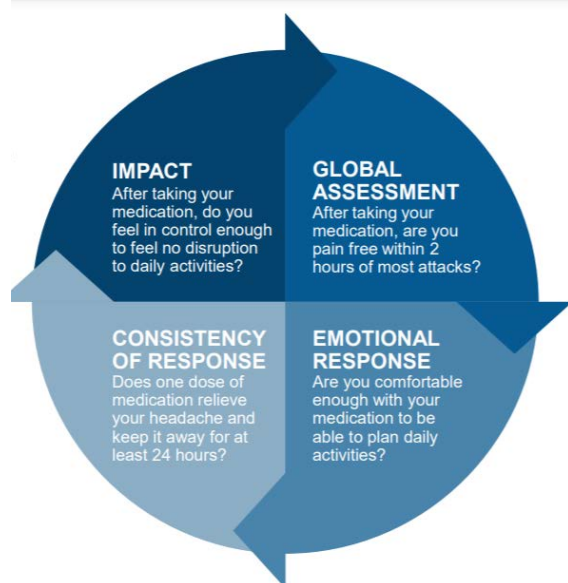 IMPACT
After taking your
medication, do you
feel in control enough
to feel no disruption
to daily activities?
GLOBAL
ASSESSMENT
After taking your
medication, are you
pain free within 2
hours of most attacks?
CONSISTENCY
OF RESPONSE
Does one dose of
medication relieve
your headache and
keep it away for at
least 24 hours?
EMOTIONAL
RESPONSE
Are you comfortable
enough with your
medication to be
able to plan daily
activities?